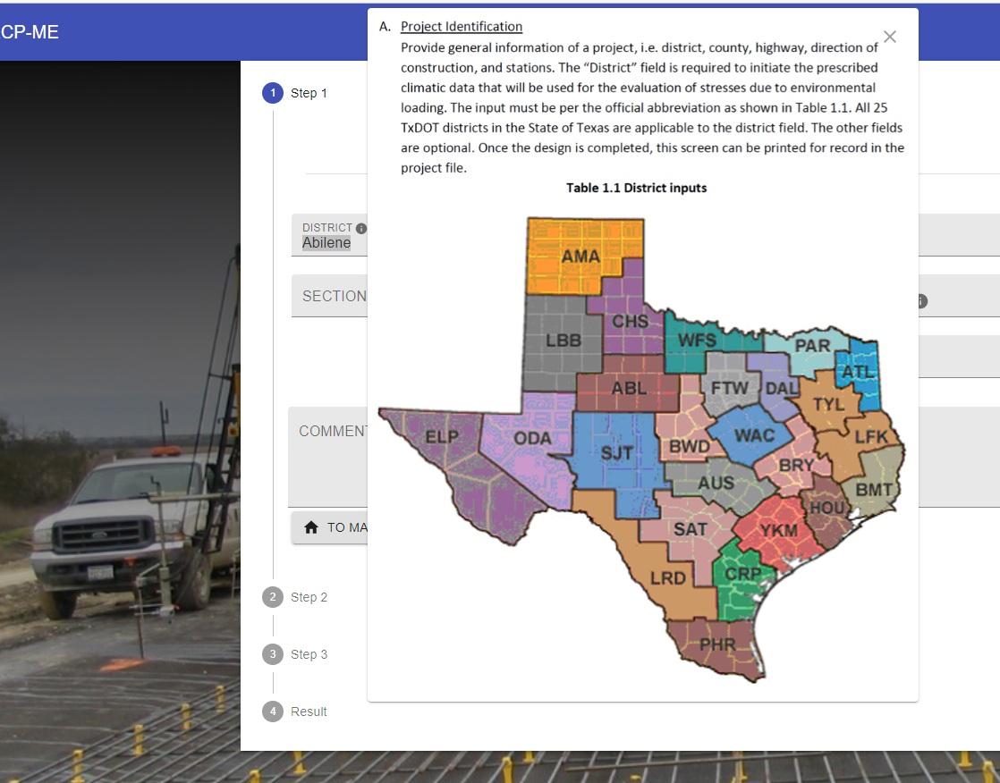 CP-ME
A. Project Identification
Provide general information of a project, i.e. district, county, highway, direction of
construction, and stations. The “District” field is required to initiate the prescribed
climatic data that will be used for the evaluation of stresses due to environmental
loading. The input must be per the official abbreviation as shown in Table 1.1. All 25
TxDOT districts in the State of Texas are applicable to the district field. The other fields
are optional. Once the design is completed, this screen can be printed for record in the
project file.
Table 1.1 District inputs
AMA
CHS
LBB
WFS
PAR
ATL
ABL
FTW
DAL
TYL
ELP
ODA
SJT
BWD
WAC
LFK
BRY
AUS
BMT
HOU
SAT
YKM
CRP
LRD
PHR
1 Step 1
DISTRICT
Abilene
SECTION
COMMENT
TO MA
2 Step 2
3 Step 3
4 Result